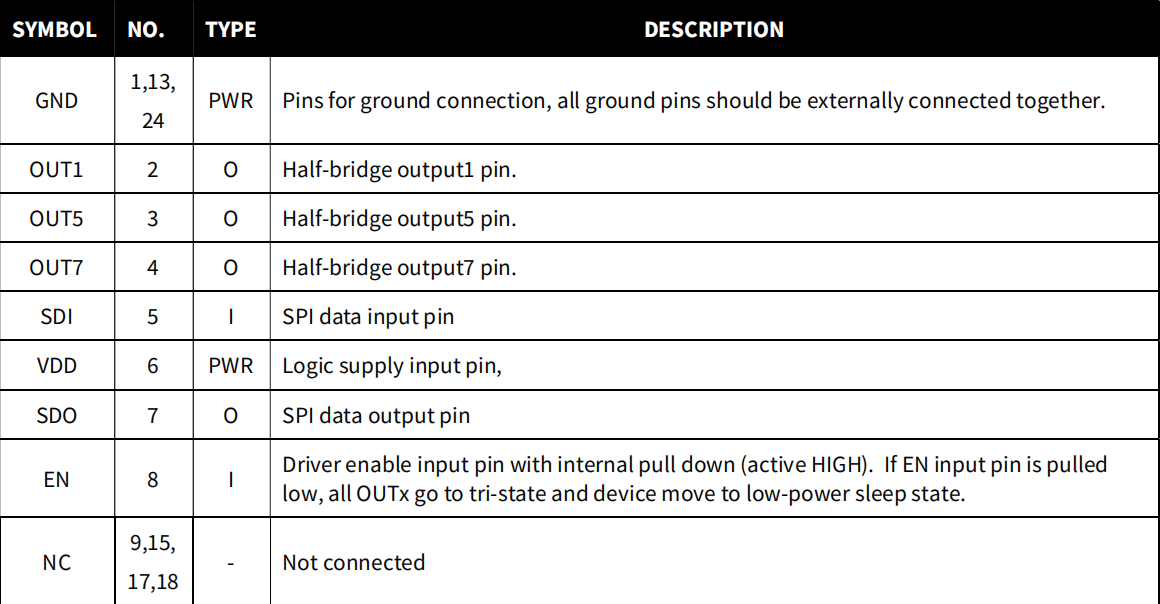 SYMBOL NO. TYPE DESCRIPTION
GND 1,13, 24 PWR Pins for ground connection, all ground pins should be externally connected together.
OUT1 2 O Half-bridge output1 pin.
OUT5 3 O Half-bridge output5 pin.
OUT7 4 O Half-bridge output7 pin.
SDI 5 I SPI data input pin
VDD 6 PWR Logic supply input pin,
SDO 7 O SPI data output pin
EN 8 I Driver enable input pin with internal pull down (active HIGH).  If EN input pin is pulled
low, all OUTx go to tri-state and device move to low-power sleep state.
NC 9,15, 17,18 - Not connected